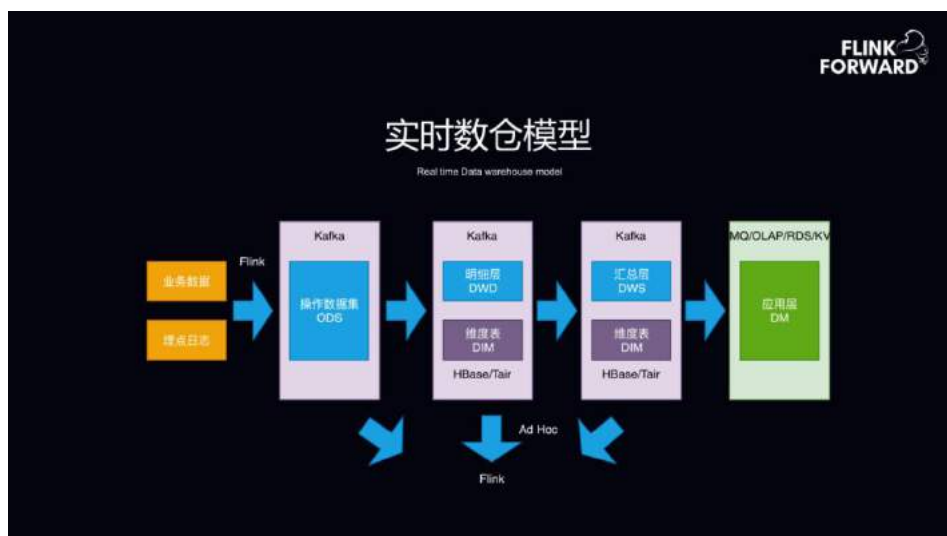 FLINK
FORWARD
实时数仓模型
Real time Data warehouse model
业务数据
埋点日志
Flink
Kafka
操作数据集
ODS
Kafka
明细层
DWD
维度表
DIM
HBase/Tair
Kafka
汇总层
DWS
维度表
DIM
HBase/Tair
MQ/OLAP/RDS/KV
应用层
DM
Ad Hoc
Flink